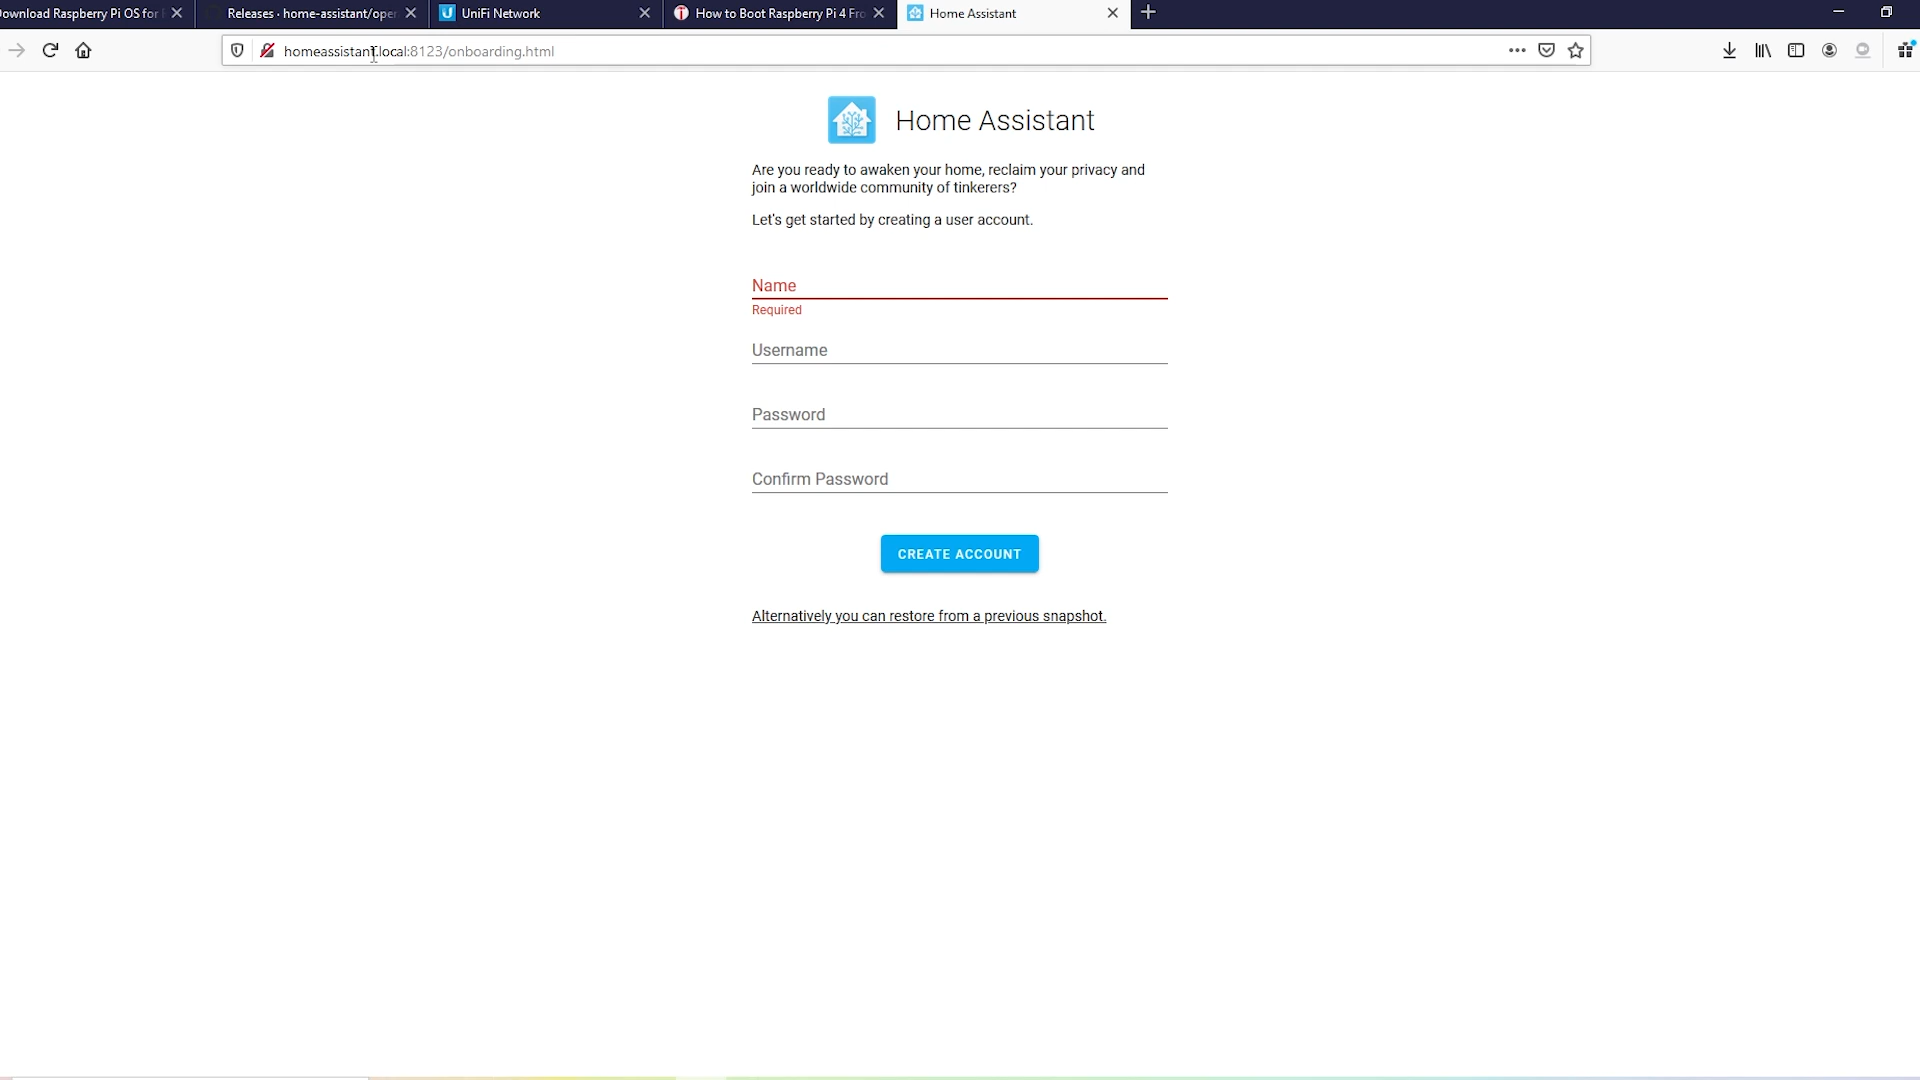 ownload Raspberry Pi OS for
Releases · home-assistant/oper
UniFi Network
How to Boot Raspberry Pi 4 Fro
Home Assistant
homeassistant.local:8123/onboarding.html
Home Assistant
Are you ready to awaken your home, reclaim your privacy and
join a worldwide community of tinkerers?
Let's get started by creating a user account.
Name
Required
Username
Password
Confirm Password
CREATE ACCOUNT
Alternatively you can restore from a previous snapshot.